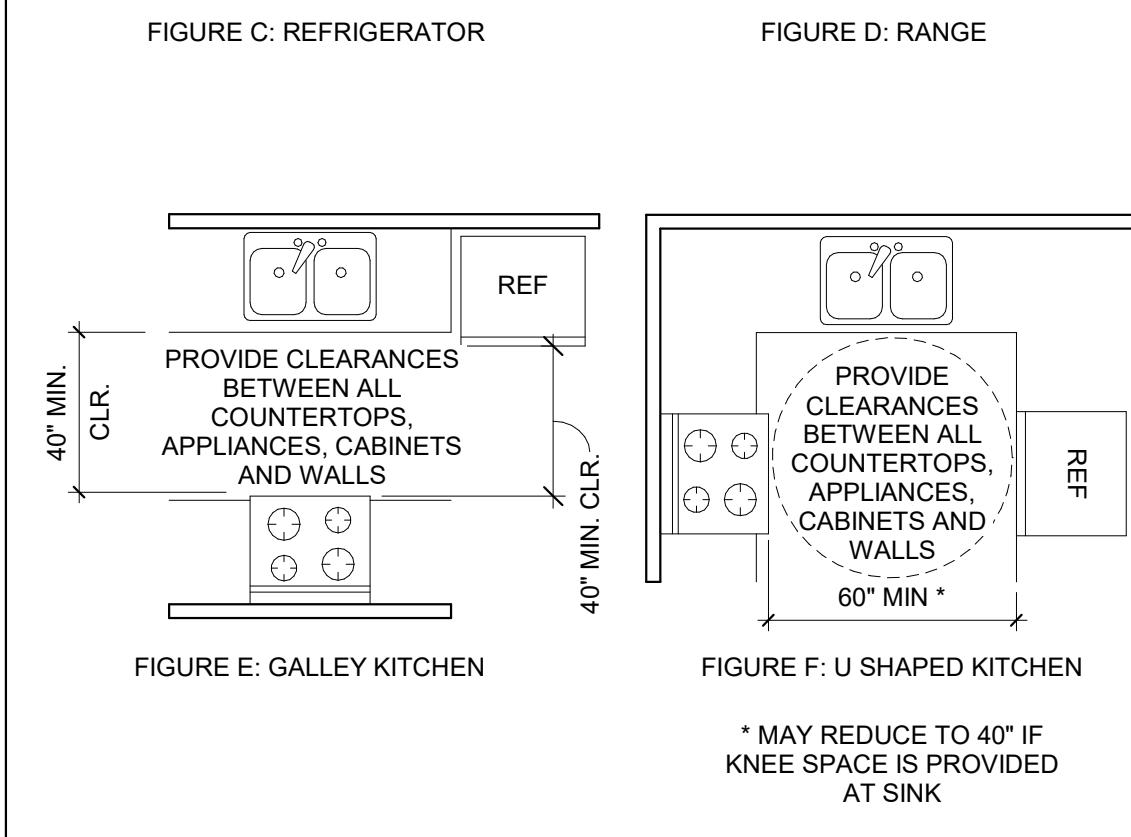 FIGURE C: REFRIGERATOR
FIGURE D: RANGE
REF
40" MIN.
CLR.
PROVIDE CLEARANCES
BETWEEN ALL
COUNTERTOPS,
APPLIANCES, CABINETS
AND WALLS
40" MIN. CLR.
FIGURE E: GALLEY KITCHEN
PROVIDE
CLEARANCES
BETWEEN ALL
COUNTERTOPS,
APPLIANCES,
CABINETS AND
WALLS
REF
60" MIN *
FIGURE F: U SHAPED KITCHEN
* MAY REDUCE TO 40" IF
KNEE SPACE IS PROVIDED
AT SINK